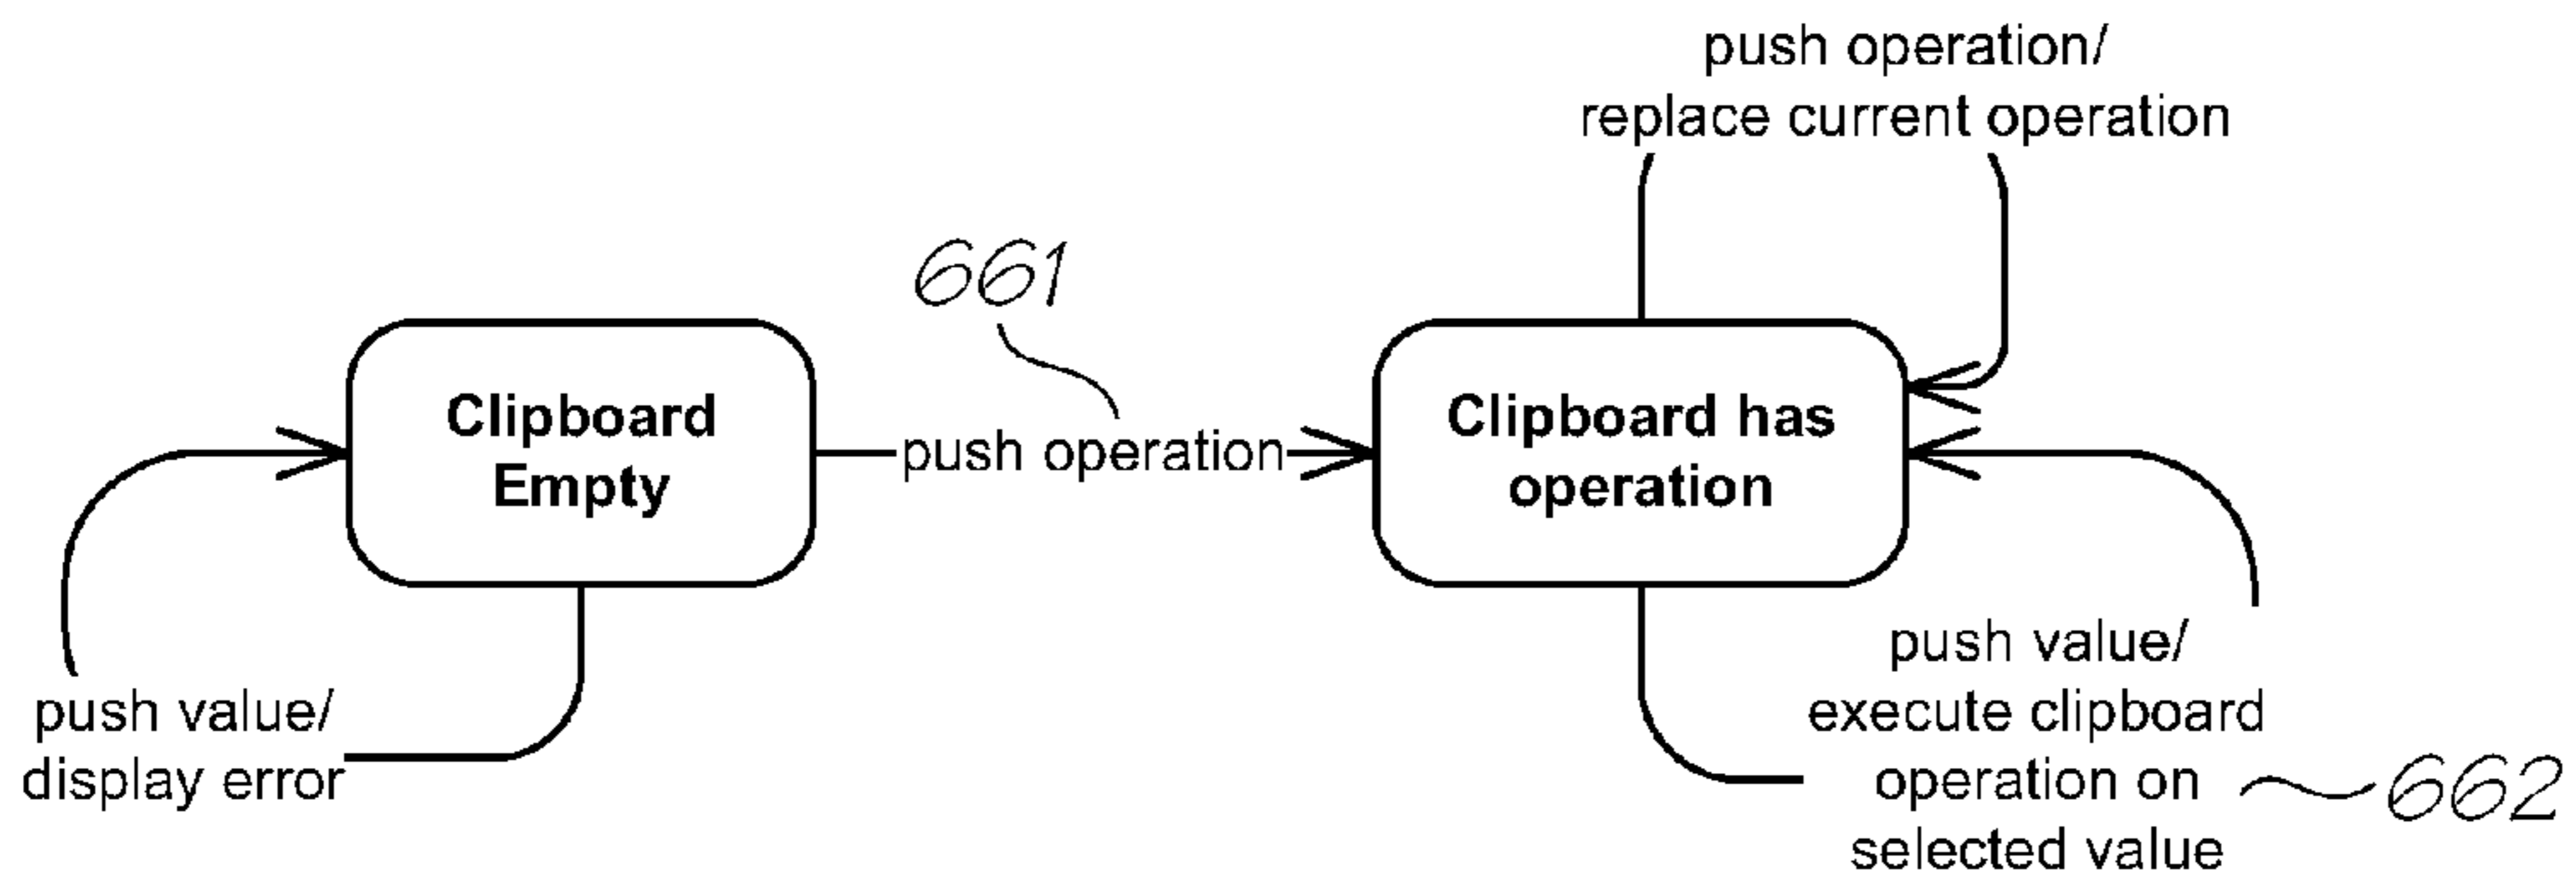 push operation/
replace current operation
661
Clipboard
Empty
push operation
Clipboard has
operation
push value/
display error
push value/
execute clipboard
operation on
selected value
662